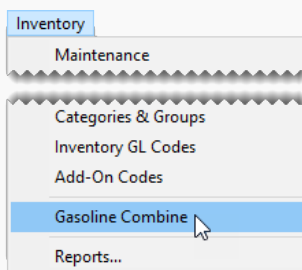 Inventory
Maintenance
Categories & Groups
Inventory GL Codes
Add-On Codes
Gasoline Combine
Reports...